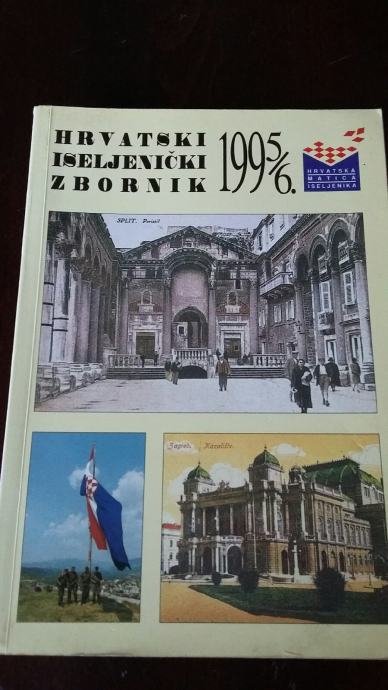 HRVATSKI
ISELJENIČKI
ZBORNIK
1995/6.
HRVATSKA
MATICA
ISELJENIKA
SPLIT. Peristil
Zagreb. Kazalište.